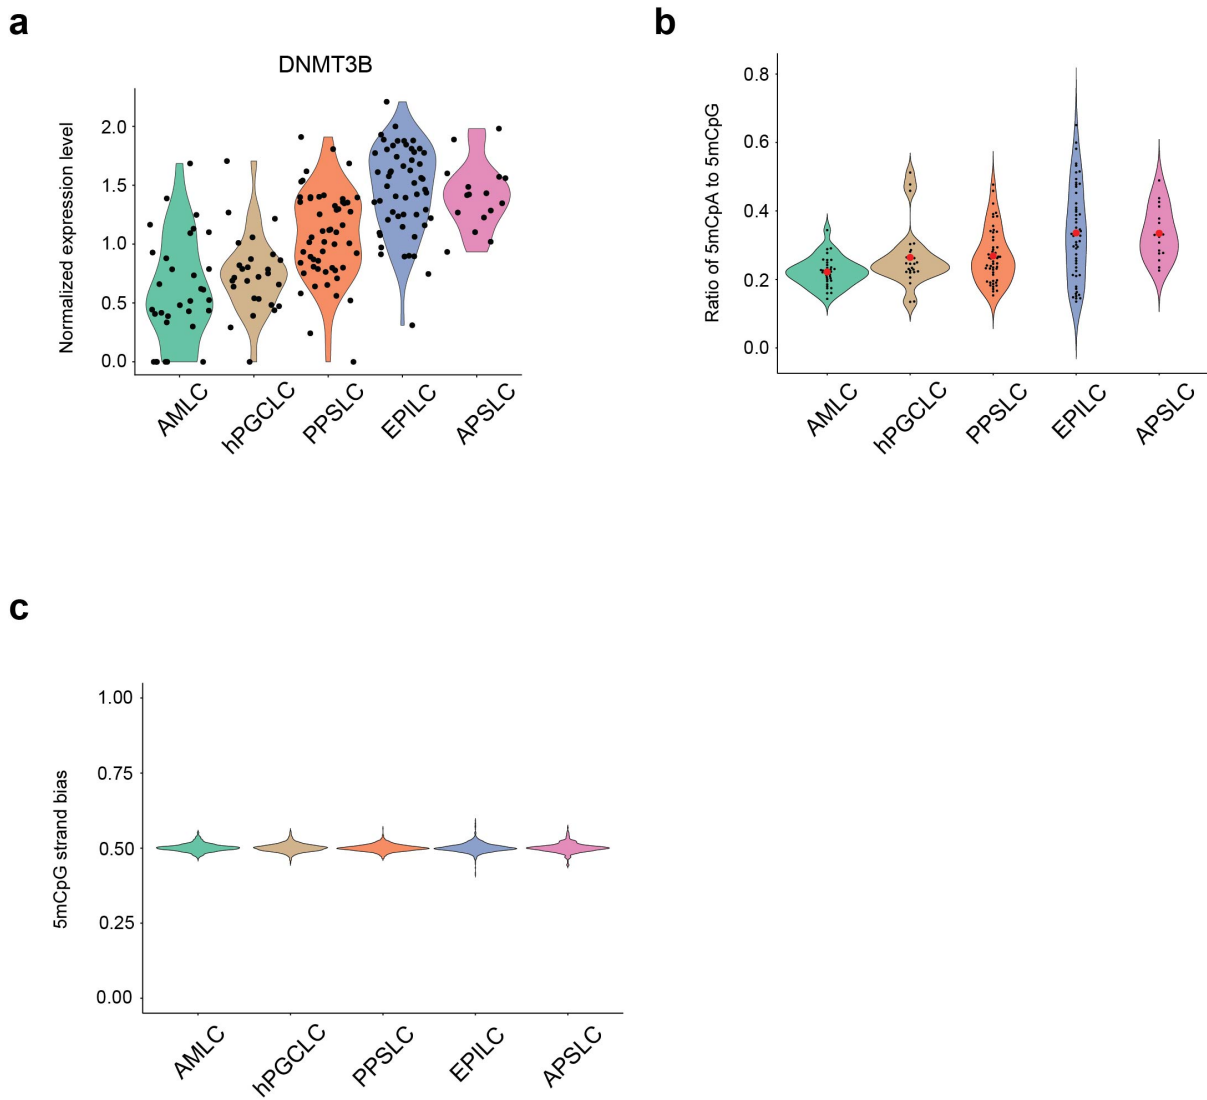 a
DNMT3B
Normalized expression level
2.0
1.5
1.0
0.5
0.0
AMLC
hPGCLC
PPSLC
EPILC
APSLC
b
Ratio of 5mCpA to 5mCpG
0.8
0.6
0.4
0.2
0.0
AMLC
hPGCLC
PPSLC
EPILC
APSLC
c
5mCpG strand bias
1.00
0.75
0.50
0.25
0.00
AMLC
hPGCLC
PPSLC
EPILC
APSLC